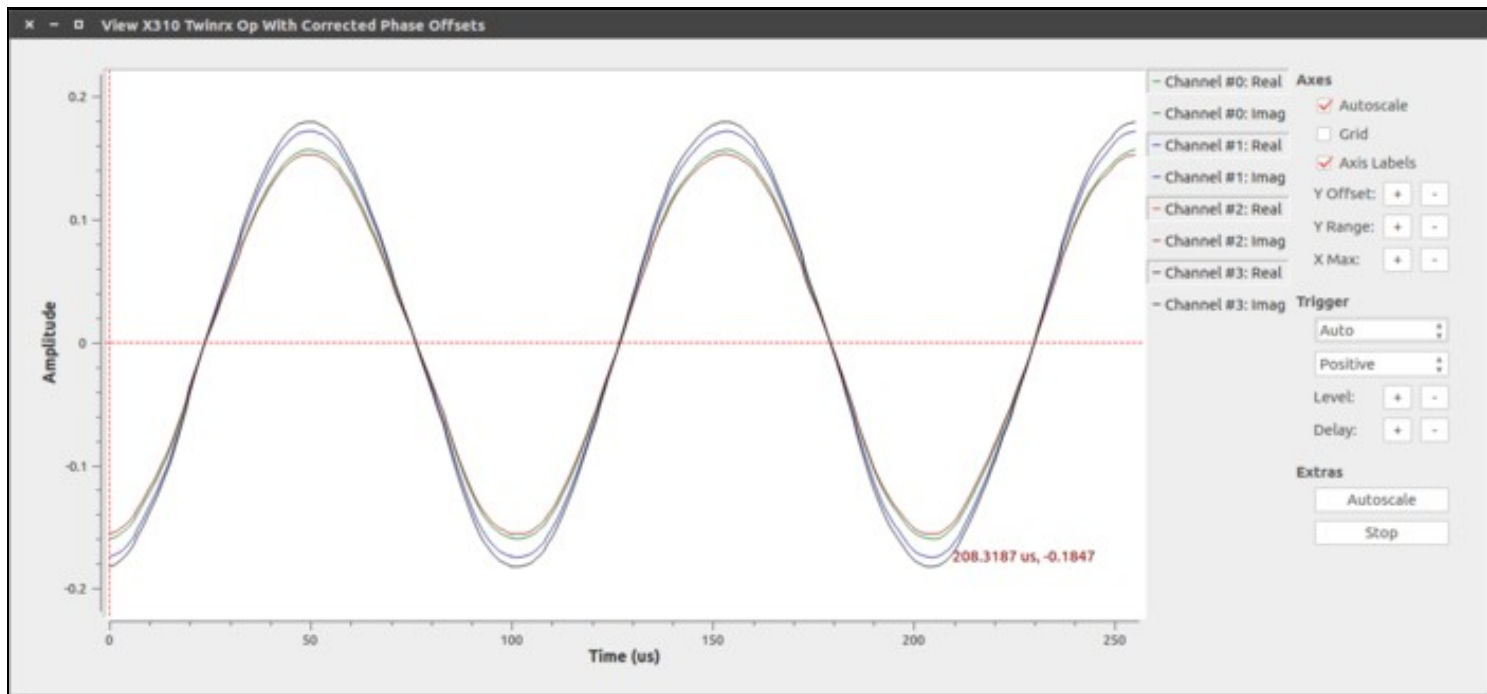 View X310 Twinrx Op With Corrected Phase Offsets
0.2
0.1
0
-0.1
-0.2
Amplitude
0
50
100
150
200
250
Time (us)
208.3187 us, -0.1847
Channel #0: Real
Channel #0: Imag
Channel #1: Real
Channel #1: Imag
Channel #2: Real
Channel #2: Imag
Channel #3: Real
Channel #3: Imag
Axes
Autoscale
Grid
Axis Labels
Y Offset: + -
Y Range: + -
X Max: + -
Trigger
Auto
Positive
Level: + -
Delay: + -
Extras
Autoscale
Stop